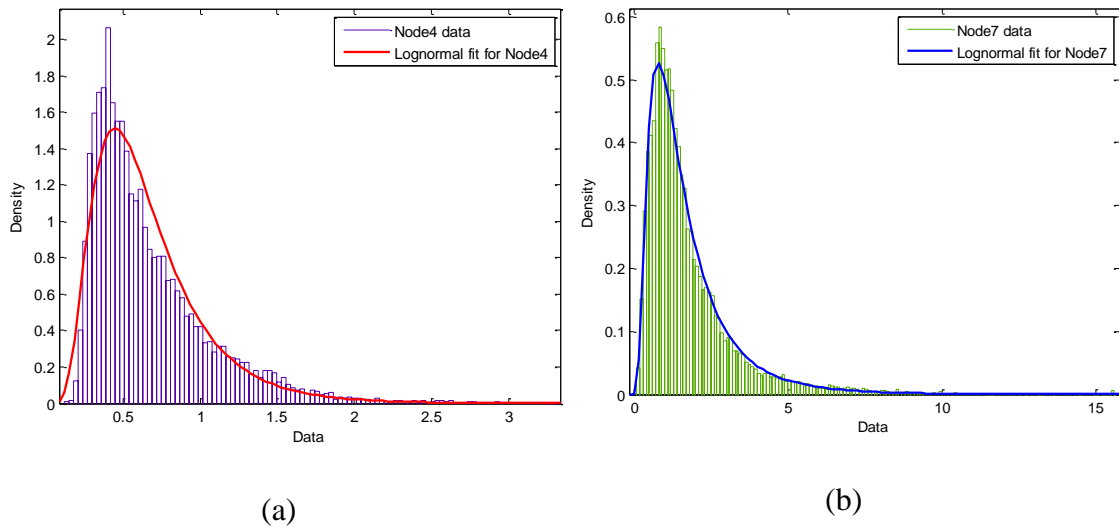 Node4 data
Lognormal fit for Node4
2
1.8
1.6
1.4
1.2
1
0.8
0.6
0.4
0.2
0
Density
0.5
1
1.5
2
2.5
3
Data
(a)
Node7 data
Lognormal fit for Node7
0.6
0.5
0.4
0.3
0.2
0.1
0
Density
0
5
10
15
Data
(b)